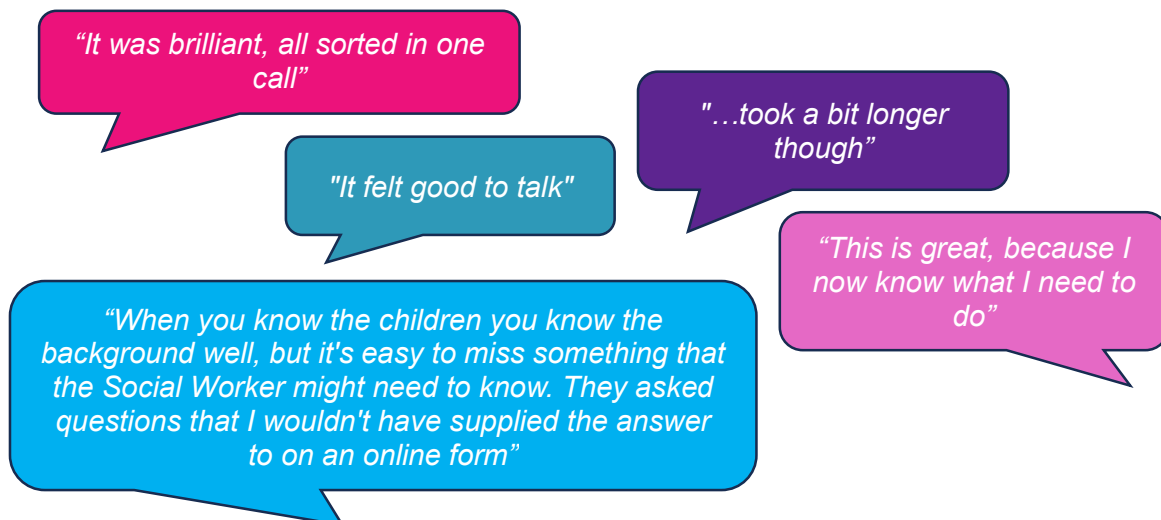 “It was brilliant, all sorted in one
call”
"…took a bit longer
though”
"It felt good to talk"
“This is great, because I
now know what I need to
do”
“When you know the children you know the
background well, but it's easy to miss something that
the Social Worker might need to know. They asked
questions that I wouldn't have supplied the answer
to on an online form”